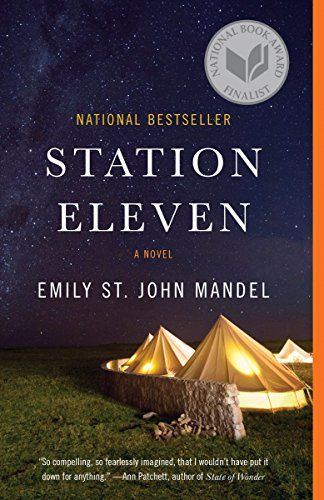 NATIONAL BOOK AWARD
FINALIST
NATIONAL BESTSELLER
STATION
ELEVEN
A NOVEL
EMILY ST. JOHN MANDEL
"So compelling, so fearlessly imagined, that I wouldn't have put it
down for anything." —Ann Patchett, author of State of Wonder